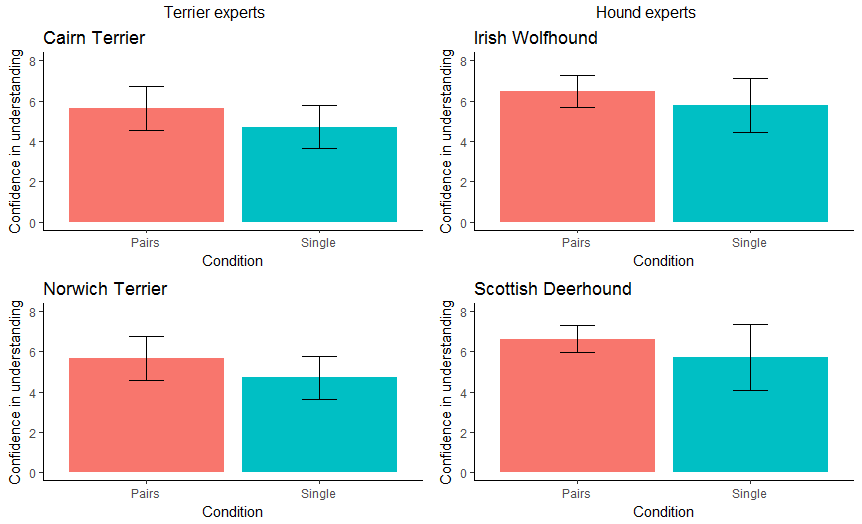 Terrier experts
Hound experts
Cairn Terrier
Confidence in understanding
8
6
4
2
0
Pairs
Single
Condition
Irish Wolfhound
Confidence in understanding
8
6
4
2
0
Pairs
Single
Condition
Norwich Terrier
Confidence in understanding
8
6
4
2
0
Pairs
Single
Condition
Scottish Deerhound
Confidence in understanding
8
6
4
2
0
Pairs
Single
Condition